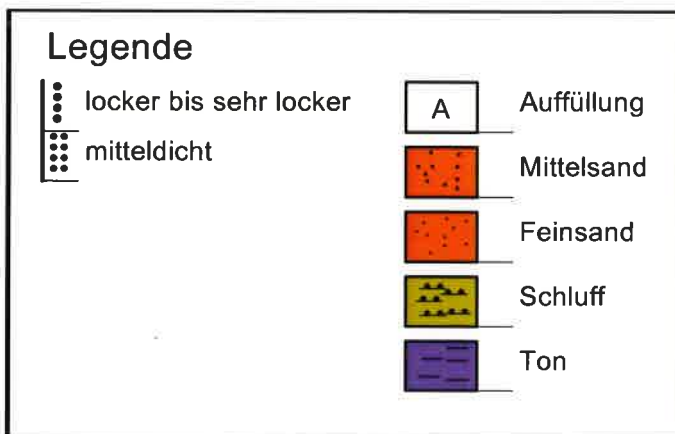 Legende
locker bis sehr locker
mitteldicht
A Auffüllung
Mittelsand
Feinsand
Schluff
Ton